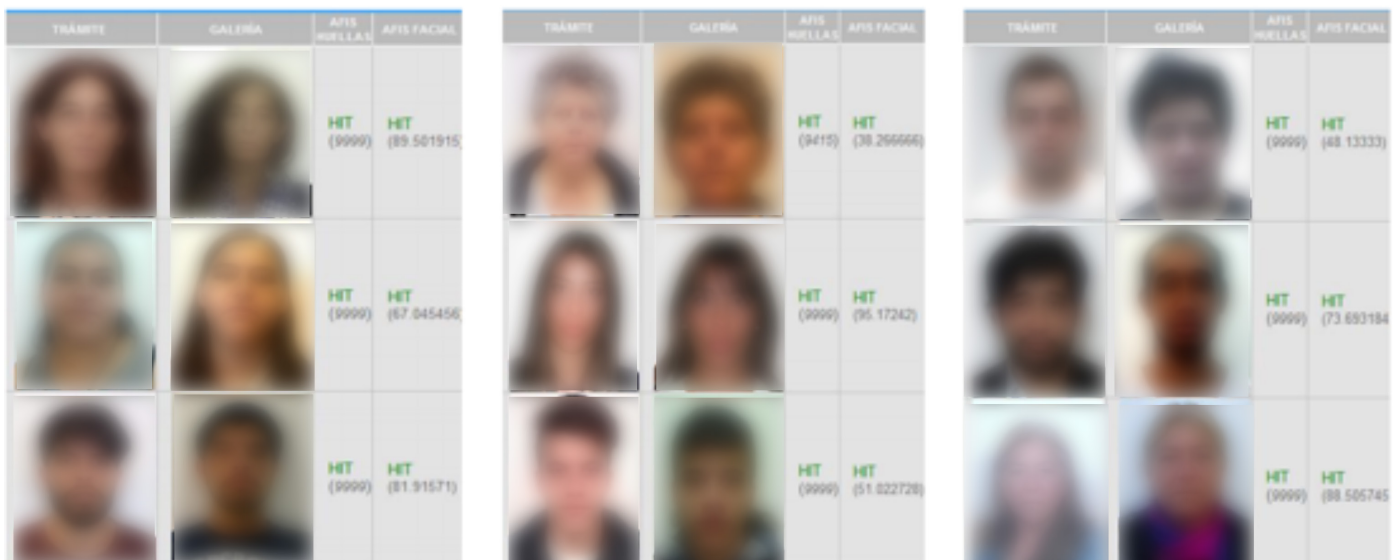 TRÁMITE GALERÍA AFIS HUELLAS AFIS FACIAL
HIT (9999) HIT (89.501915)
HIT (9999) HIT (67.045456)
HIT (9999) HIT (81.91571)
TRÁMITE GALERÍA AFIS HUELLAS AFIS FACIAL
HIT (9415) HIT (38.266666)
HIT (9999) HIT (95.17242)
HIT (9999) HIT (51.022728)
TRÁMITE GALERÍA AFIS HUELLAS AFIS FACIAL
HIT (9999) HIT (48.13333)
HIT (9999) HIT (73.693184
HIT (9999) HIT (88.505745